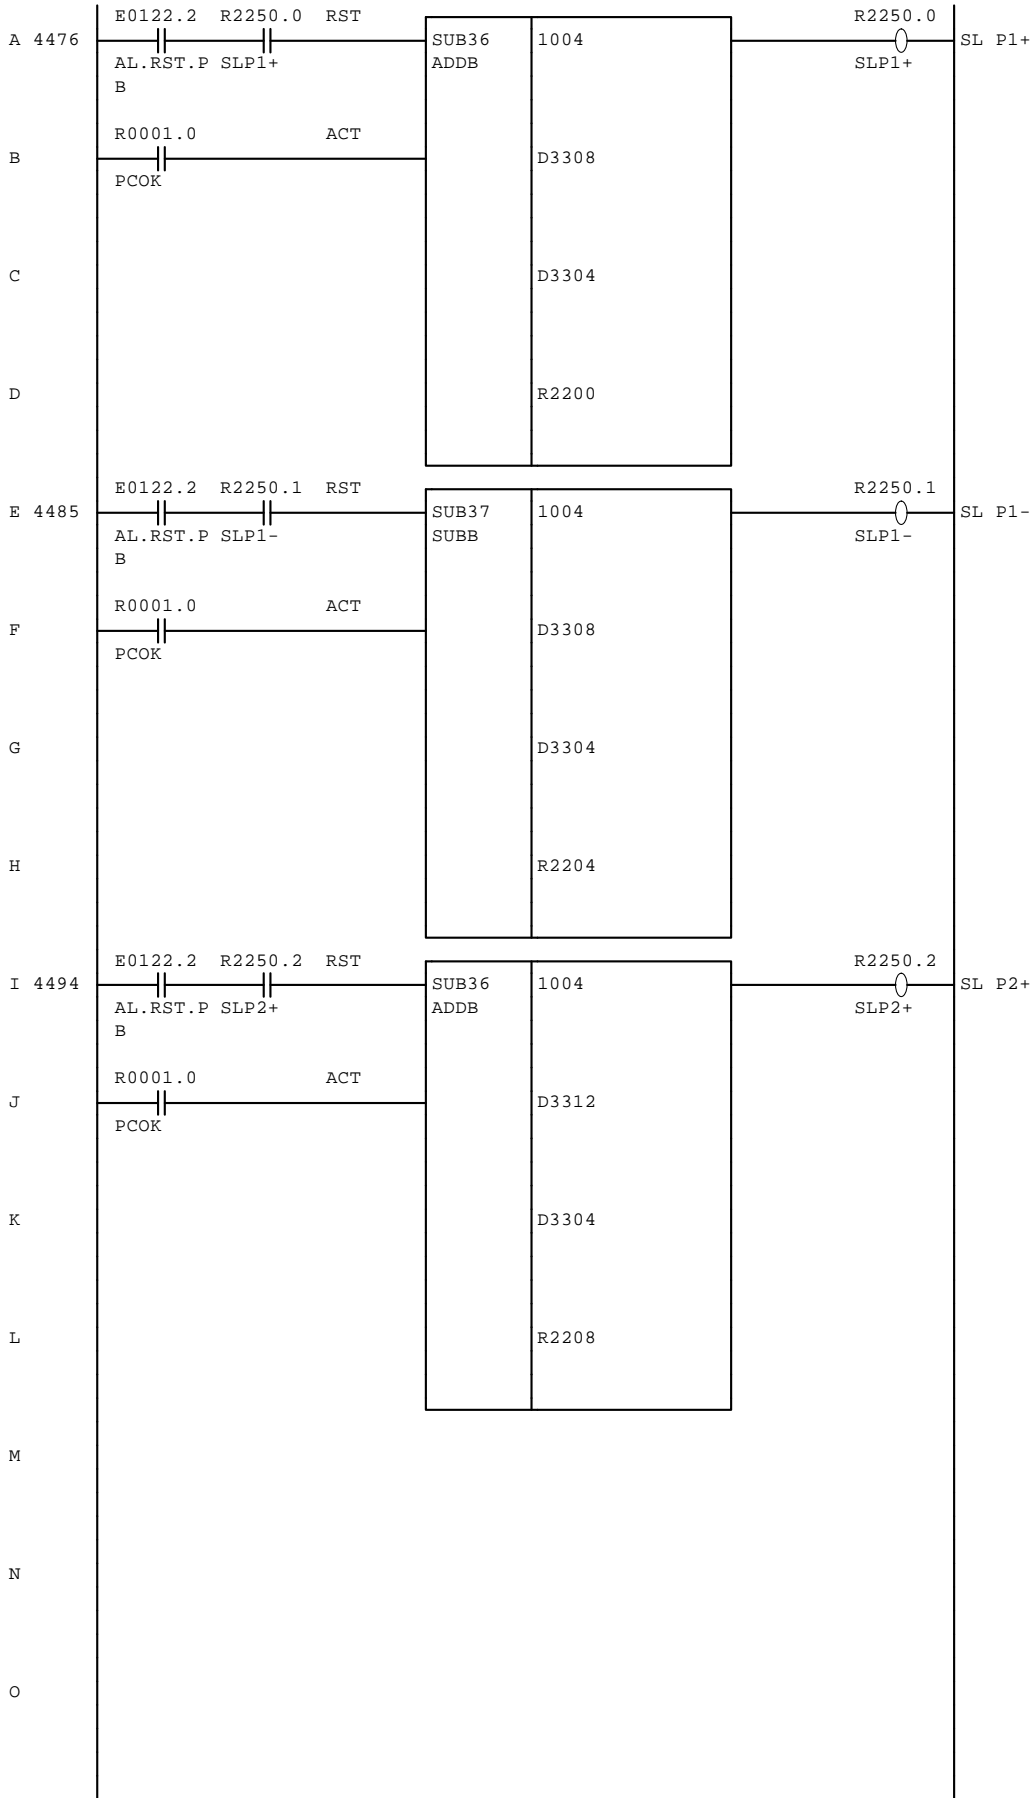 E0122.2 R2250.0 RST R2250.0
A 4476 SUB36 1004 SL P1+
AL.RST.P SLP1+ ADDB SLP1+
B
R0001.0 ACT
B D3308
PCOK
C D3304
D R2200
E0122.2 R2250.1 RST R2250.1
E 4485 SUB37 1004 SL P1-
AL.RST.P SLP1- SUBB SLP1-
B
R0001.0 ACT
F D3308
PCOK
G D3304
H R2204
E0122.2 R2250.2 RST R2250.2
I 4494 SUB36 1004 SL P2+
AL.RST.P SLP2+ ADDB SLP2+
B
R0001.0 ACT
J D3312
PCOK
K D3304
L R2208
M
N
O